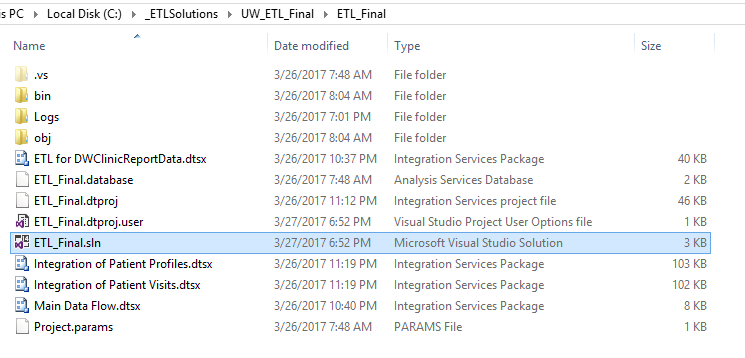 is PC › Local Disk (C:) › _ETLSolutions › UW_ETL_Final › ETL_Final
Name Date modified Type Size
.vs 3/26/2017 7:48 AM File folder
bin 3/26/2017 8:04 AM File folder
Logs 3/26/2017 7:01 PM File folder
obj 3/26/2017 8:04 AM File folder
ETL for DWClinicReportData.dtsx 3/26/2017 10:37 PM Integration Services Package 40 KB
ETL_Final.database 3/26/2017 7:48 AM Analysis Services Database 2 KB
ETL_Final.dtproj 3/26/2017 11:12 PM Integration Services project file 46 KB
ETL_Final.dtproj.user 3/27/2017 6:52 PM Visual Studio Project User Options file 1 KB
ETL_Final.sln 3/27/2017 6:52 PM Microsoft Visual Studio Solution 3 KB
Integration of Patient Profiles.dtsx 3/26/2017 11:19 PM Integration Services Package 103 KB
Integration of Patient Visits.dtsx 3/26/2017 11:19 PM Integration Services Package 102 KB
Main Data Flow.dtsx 3/26/2017 10:40 PM Integration Services Package 8 KB
Project.params 3/26/2017 7:48 AM PARAMS File 1 KB